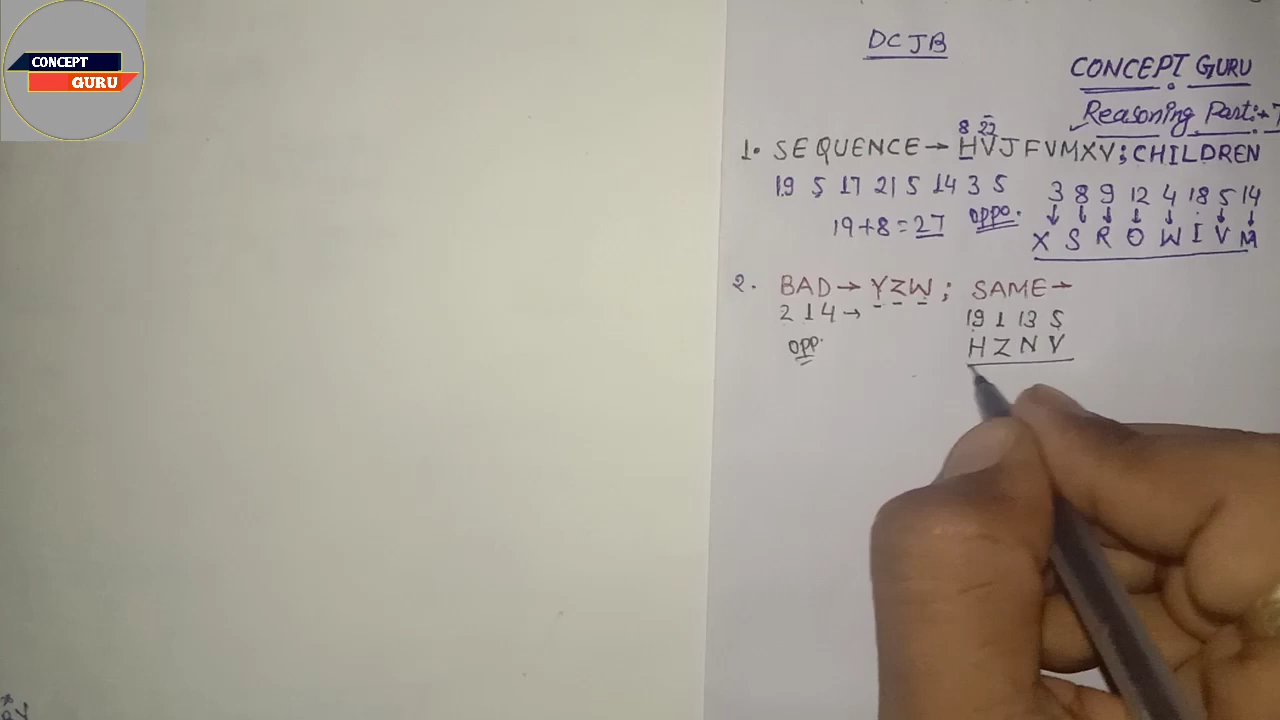 CONCEPT
GURU
DCJB
CONCEPT GURU
Reasoning Part:-7
8 27
1. SEQUENCE → HVJFVMXV; CHILDREN
19 5 17 21 5 14 3 5 3 8 9 12 4 18 5 14
19+8=27 oppo. X S R O W I V M
2. BAD → YZW; SAME →
2 1 4 → 19 1 13 5
opp. H Z N V